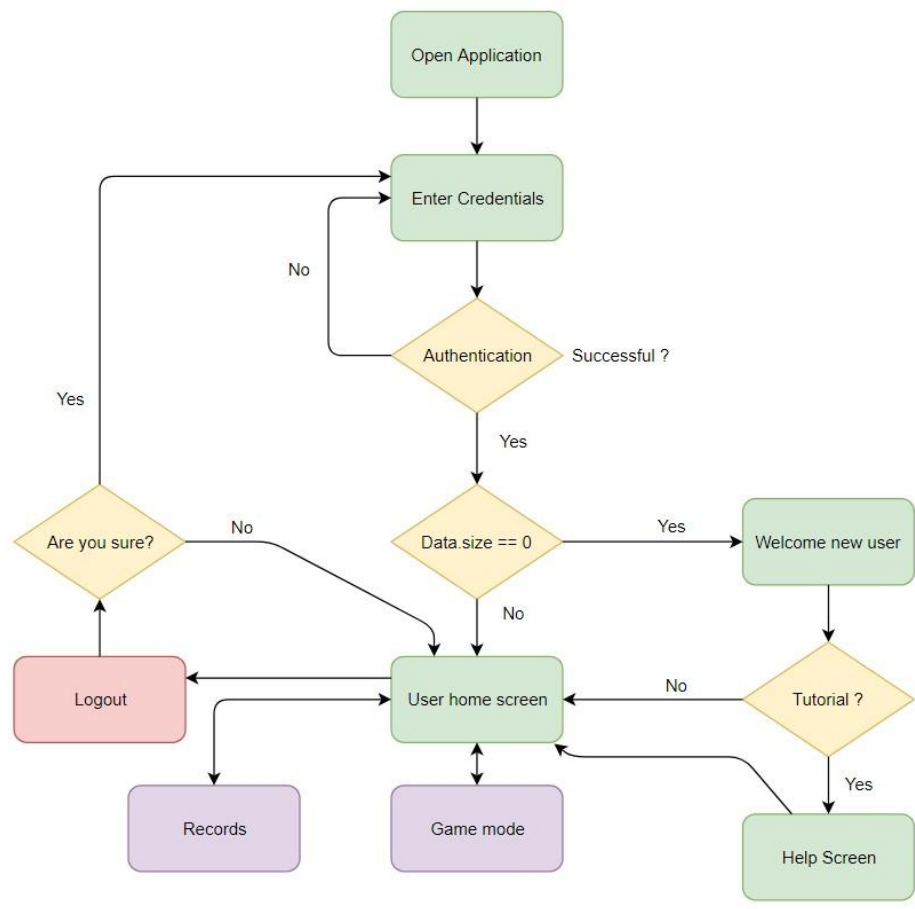 Open Application
Enter Credentials
No
Authentication
Successful ?
Yes
Yes
Are you sure?
No
Data.size == 0
Yes
Welcome new user
No
Logout
User home screen
No
Tutorial ?
Yes
Records
Game mode
Help Screen